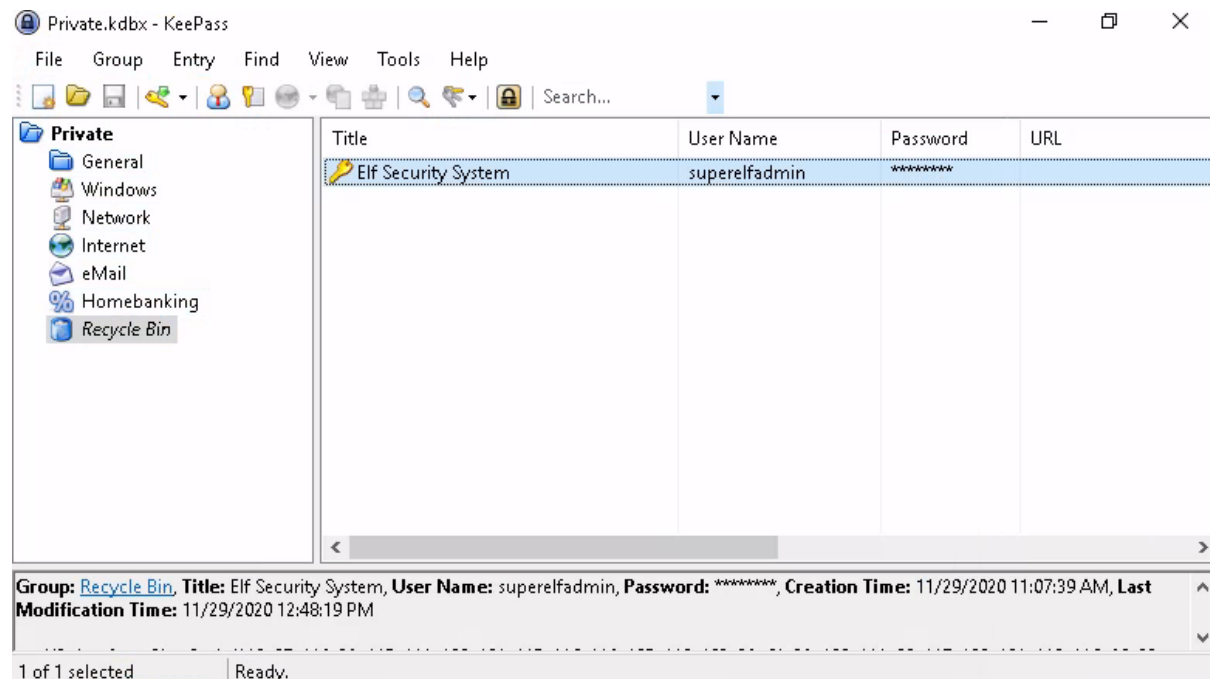 Private.kdbx - KeePass
File Group Entry Find View Tools Help
Search...
Private
General
Windows
Network
Internet
eMail
Homebanking
Recycle Bin
Title User Name Password URL
Elf Security System superelfadmin ********
Group: Recycle Bin, Title: Elf Security System, User Name: superelfadmin, Password: ********, Creation Time: 11/29/2020 11:07:39 AM, Last
Modification Time: 11/29/2020 12:48:19 PM
1 of 1 selected Ready.